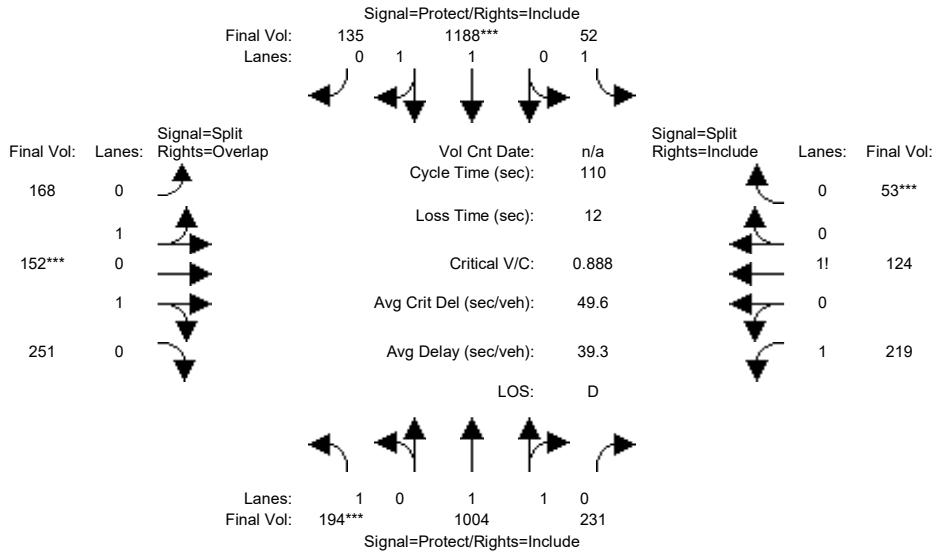 Signal=Protect/Rights=Include
Final Vol: 135 1188*** 52
Lanes: 0 1 1 0 1
Signal=Split
Final Vol: Lanes: Rights=Overlap
Vol Cnt Date: n/a
Signal=Split
Rights=Include Lanes: Final Vol:
Cycle Time (sec): 110
168 0
0 53***
Loss Time (sec): 12
1
0
152*** 0
Critical V/C: 0.888
1! 124
1
Avg Crit Del (sec/veh): 49.6
0
251 0
Avg Delay (sec/veh): 39.3
1 219
LOS: D
Lanes: 1 0 1 1 0
Final Vol: 194*** 1004 231
Signal=Protect/Rights=Include